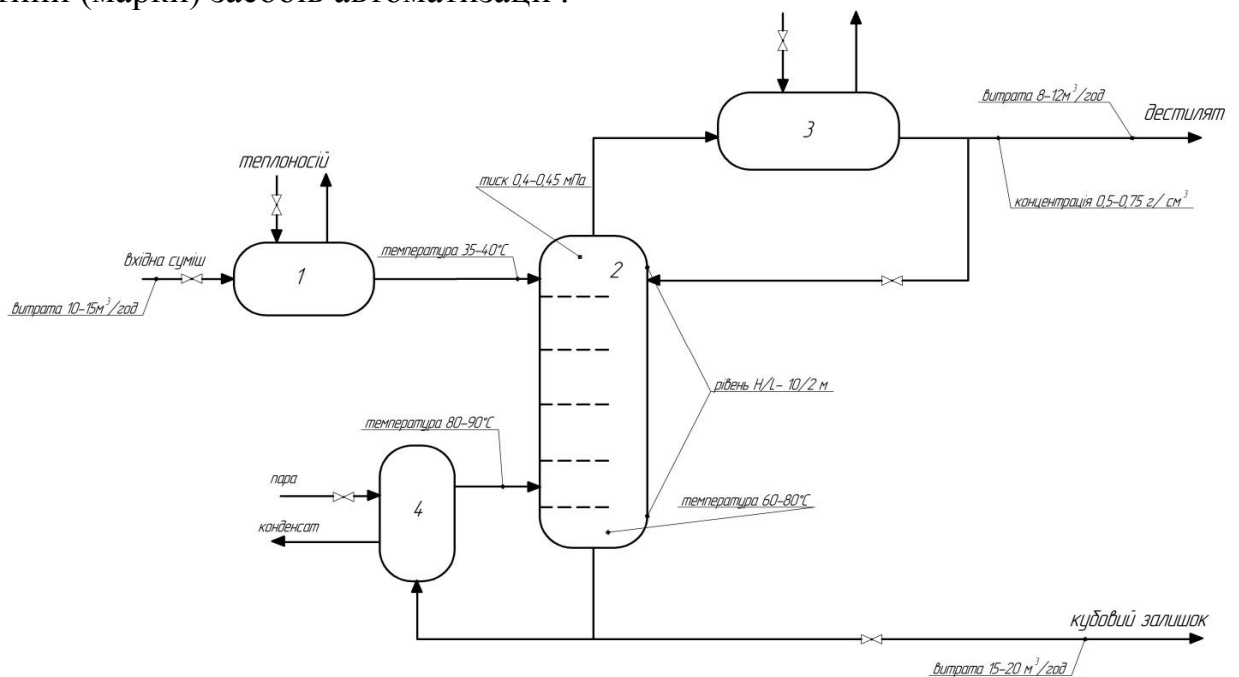 (марки) засобів автоматизації .
витрата 8-12м³/год
дестилят
теплоносій
тиск 0,4-0,45 мПа
3
концентрація 0,5-0,75 г/см³
вхідна суміш
1
температура 35-40°С
2
витрата 10-15м³/год
рівень H/L- 10/2 м
температура 80-90°С
пара
4
температура 60-80°С
конденсат
кубовий залишок
витрата 15-20 м³/год